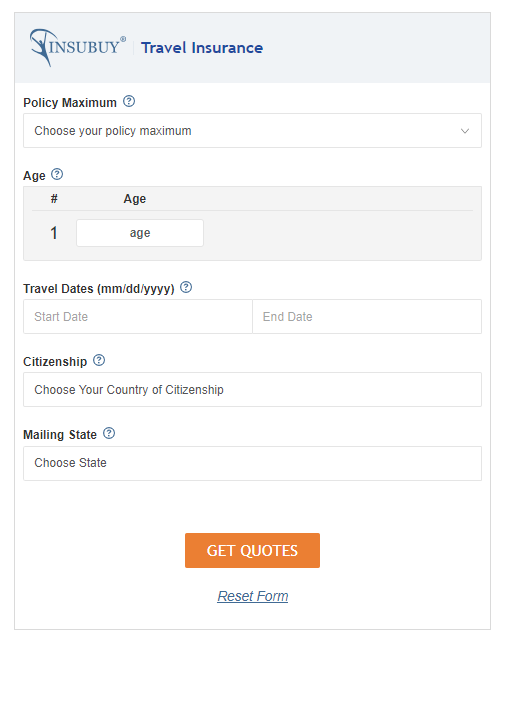 INSUBUY® Travel Insurance
Policy Maximum ?
Choose your policy maximum
Age ?
# Age
1 age
Travel Dates (mm/dd/yyyy) ?
Start Date End Date
Citizenship ?
Choose Your Country of Citizenship
Mailing State ?
Choose State
GET QUOTES
Reset Form